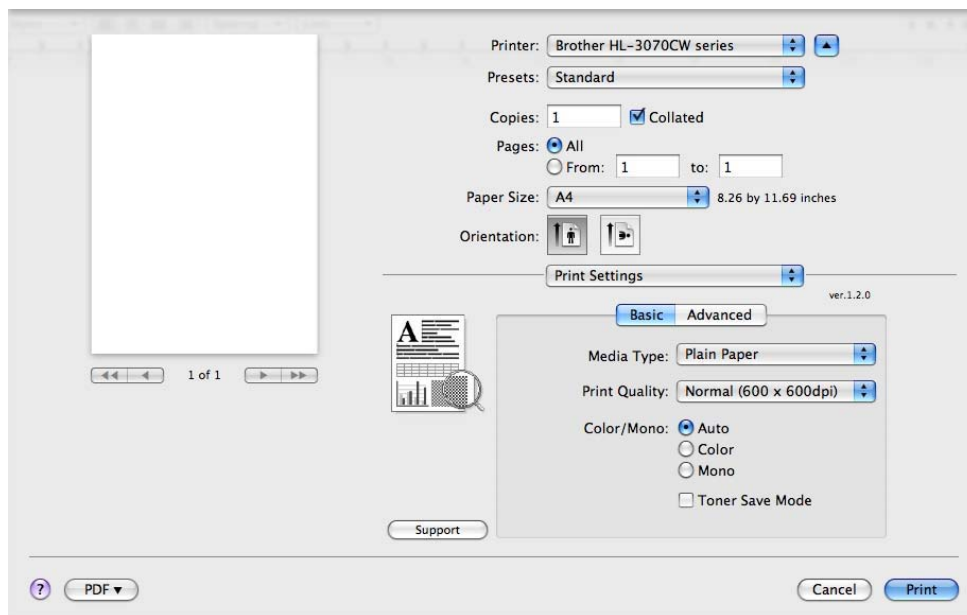 Printer: Brother HL-3070CW series
Presets: Standard
Copies: 1 Collated
Pages: All
From: 1 to: 1
Paper Size: A4 8.26 by 11.69 inches
Orientation:
Print Settings
ver.1.2.0
Basic Advanced
A
Media Type: Plain Paper
1 of 1
Print Quality: Normal (600 x 600dpi)
Color/Mono: Auto
Color
Mono
Toner Save Mode
Support
? PDF ▼ Cancel Print